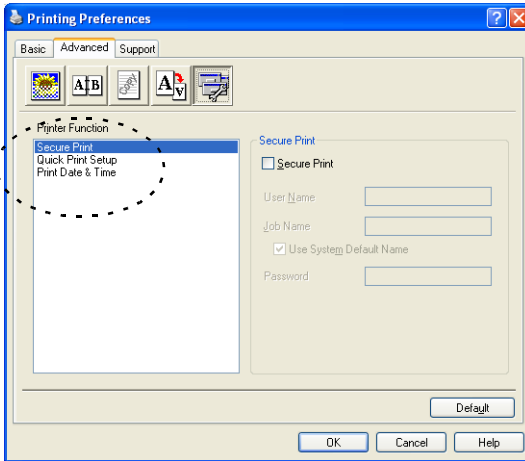 Printing Preferences
Basic Advanced Support
A B
Copy
A A
Printer Function
Secure Print
Quick Print Setup
Print Date & Time
Secure Print
Secure Print
User Name
Job Name
Use System Default Name
Password
Default
OK Cancel Help